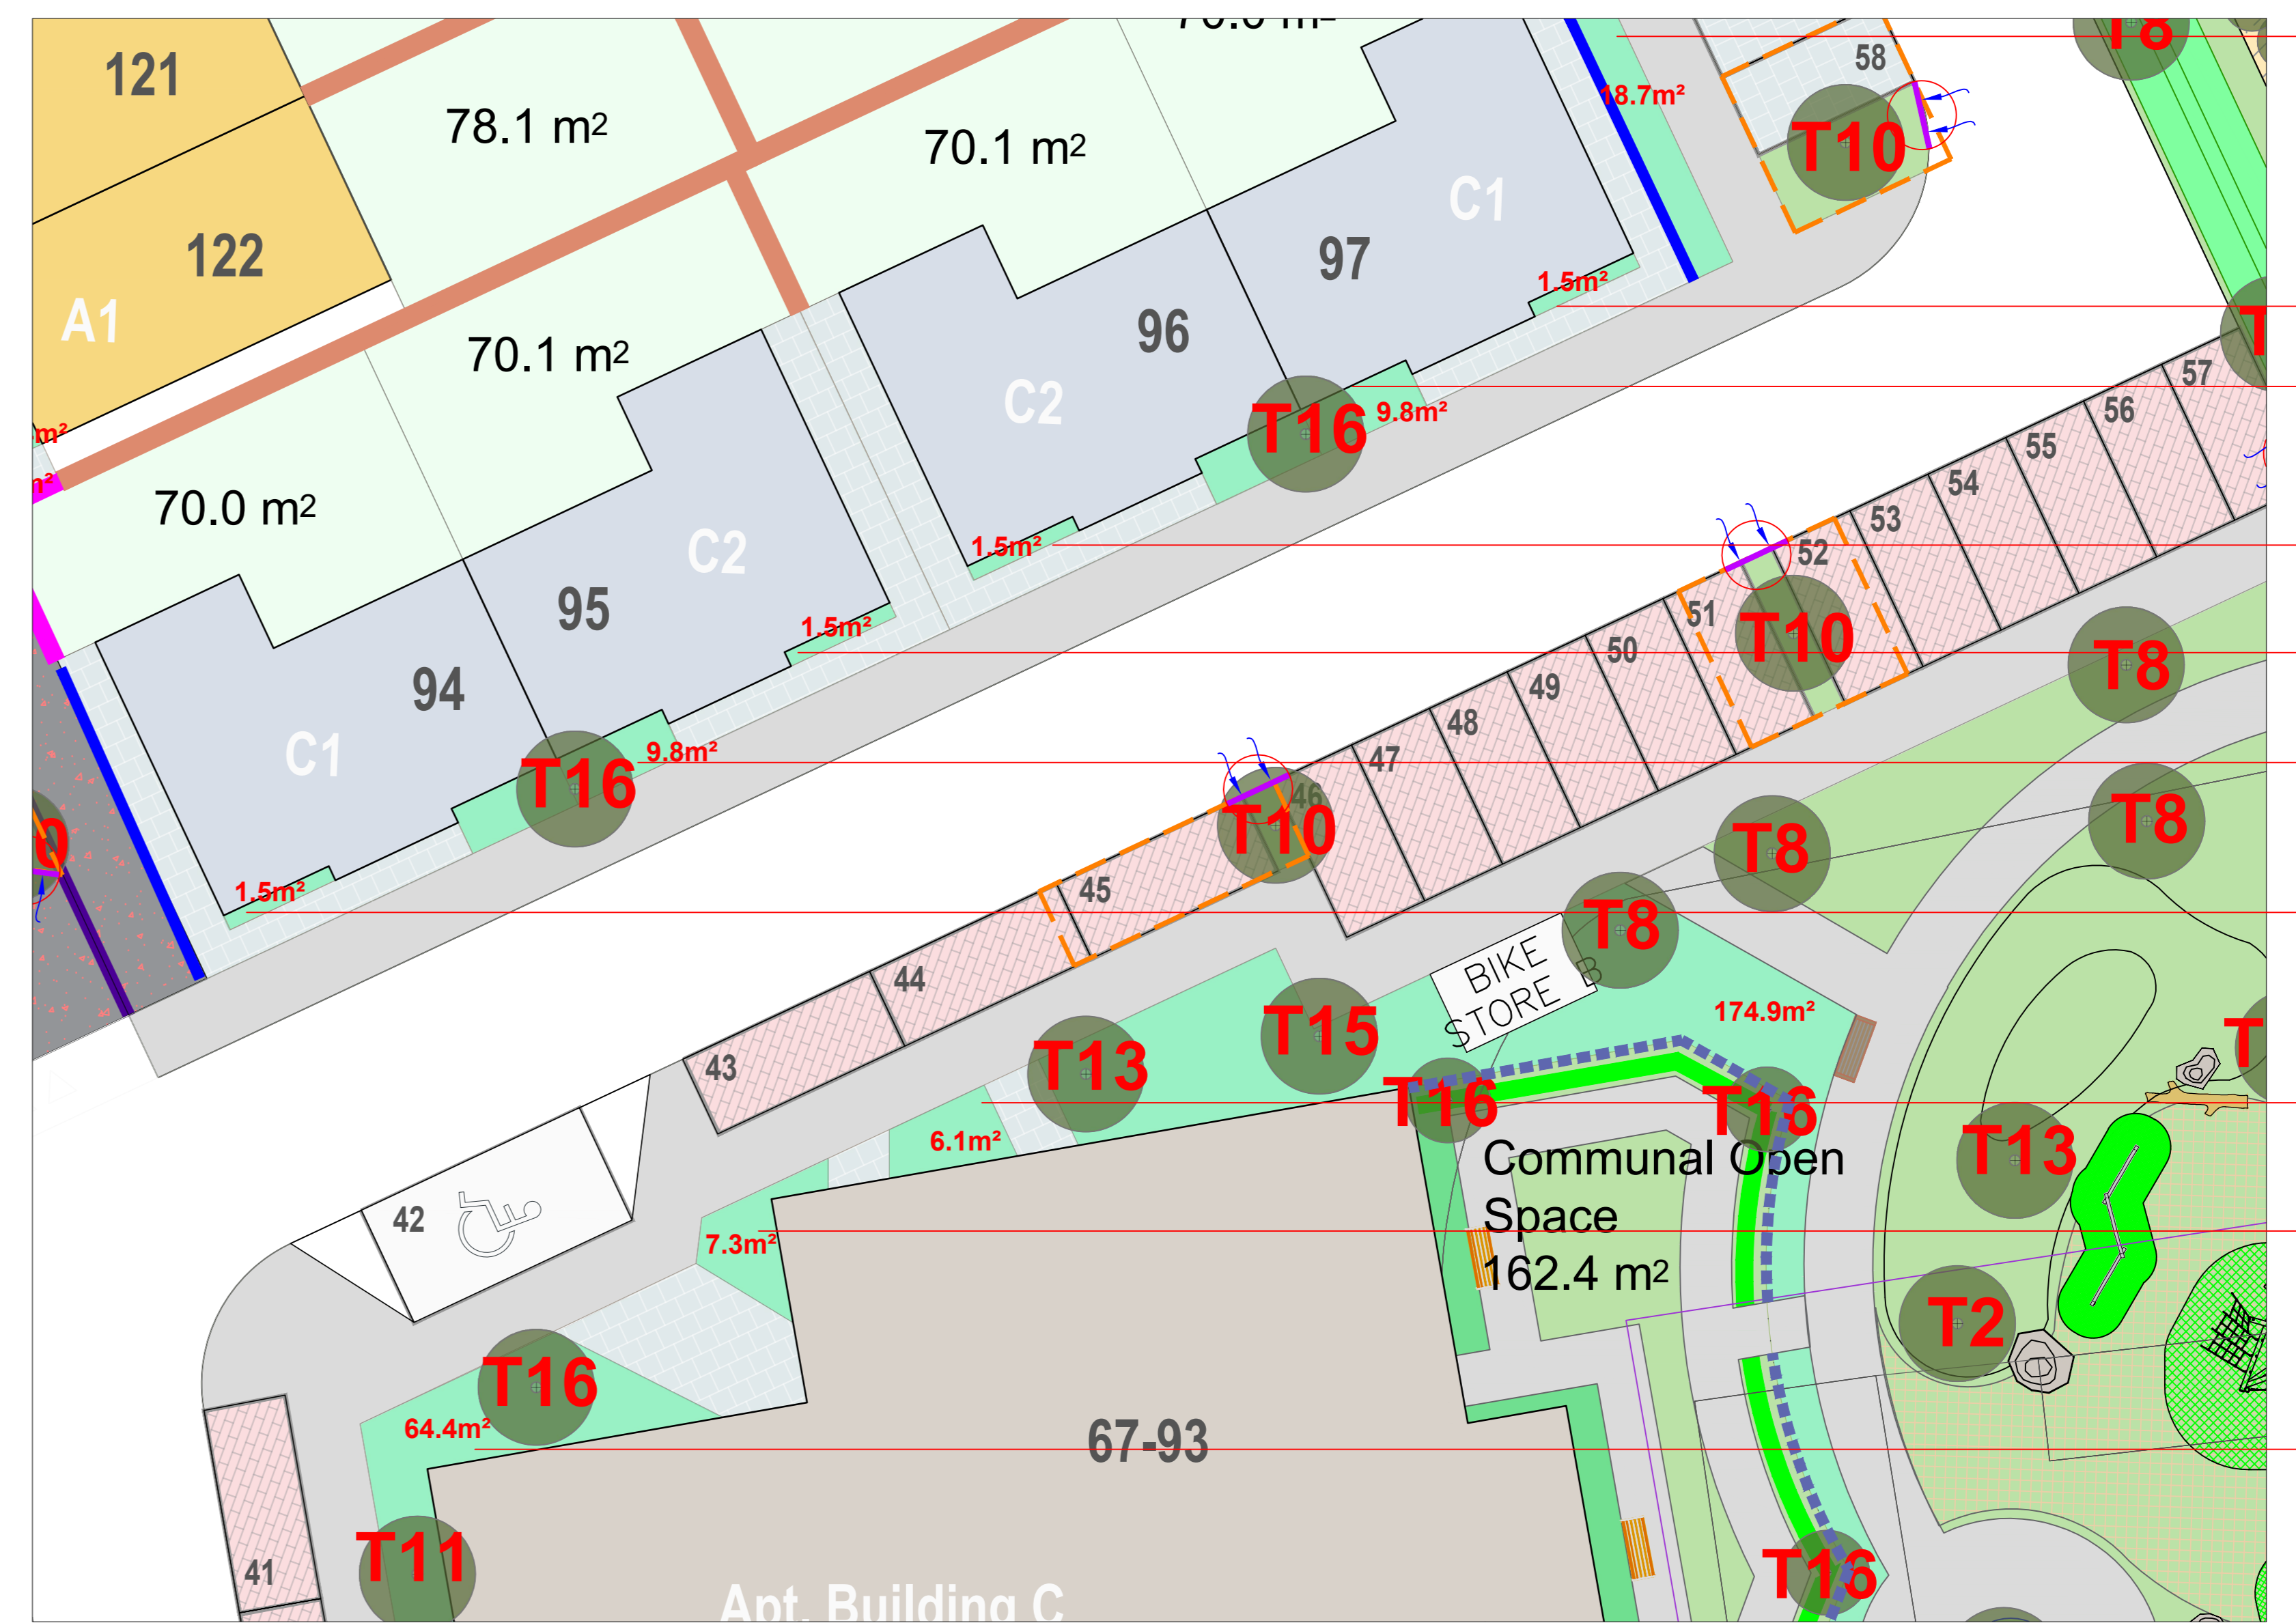 121
78.1 m²
70.1 m²
18.7m²
58
T8
T10
122
A1
C1
97
1.5m²
96
C2
70.1 m²
T16
9.8m²
57
56
55
54
53
52
51
50
49
48
47
46
45
44
43
m²
70.0 m²
C2
95
1.5m²
1.5m²
T10
T8
94
C1
9.8m²
T16
T10
T8
T8
1.5m²
T8
BIKE
STORE B
174.9m²
T13
T15
T16
T16
6.1m²
Communal Open
Space
162.4 m²
T13
42
7.3m²
T2
T16
64.4m²
67-93
41
T11
T16
Apt. Building C